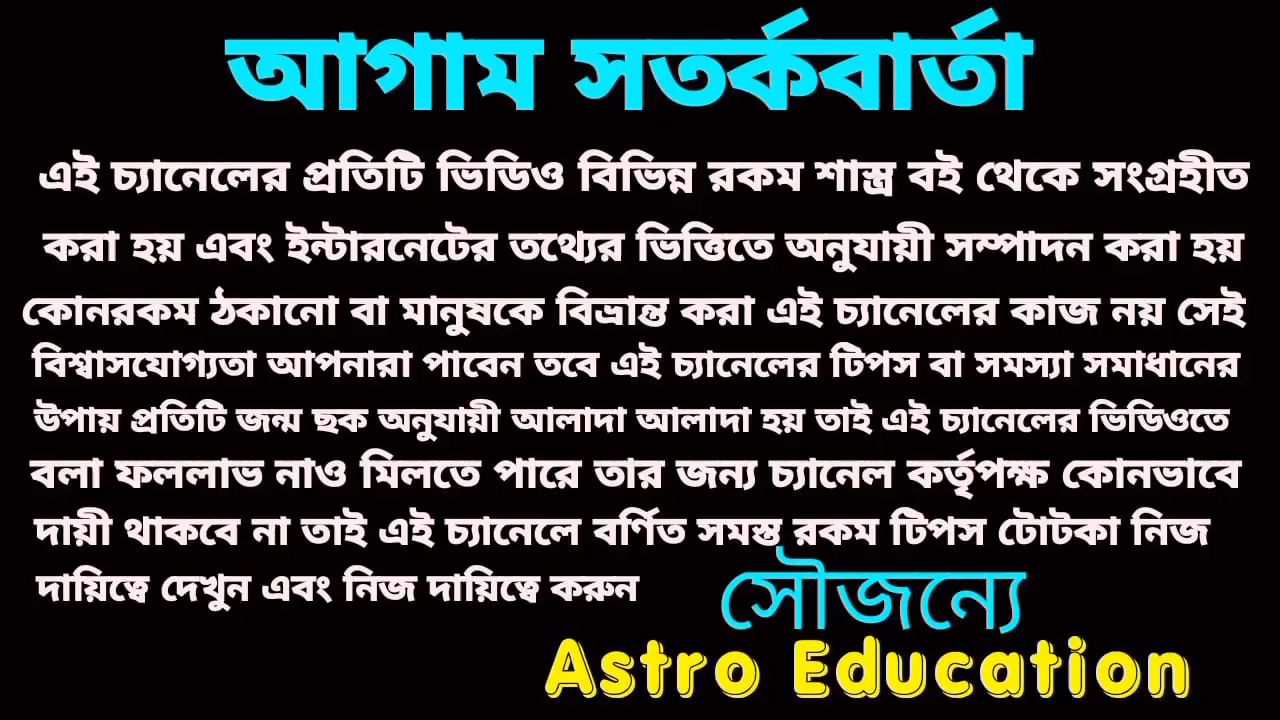 আগাম সতর্কবার্তা
এই চ্যানেলের প্রতিটি ভিডিও বিভিন্ন রকম শাস্ত্র বই থেকে সংগ্রহীত
করা হয় এবং ইন্টারনেটের তথ্যের ভিত্তিতে অনুযায়ী সম্পাদন করা হয়
কোনরকম ঠকানো বা মানুষকে বিভ্রান্ত করা এই চ্যানেলের কাজ নয় সেই
বিশ্বাসযোগ্যতা আপনারা পাবেন তবে এই চ্যানেলের টিপস বা সমস্যা সমাধানের
উপায় প্রতিটি জন্ম ছক অনুযায়ী আলাদা আলাদা হয় তাই এই চ্যানেলের ভিডিওতে
বলা ফললাভ নাও মিলতে পারে তার জন্য চ্যানেল কর্তৃপক্ষ কোনভাবে
দায়ী থাকবে না তাই এই চ্যানেলে বর্ণিত সমস্ত রকম টিপস টোটকা নিজ
দায়িত্বে দেখুন এবং নিজ দায়িত্বে করুন
সৌজন্যে
Astro Education